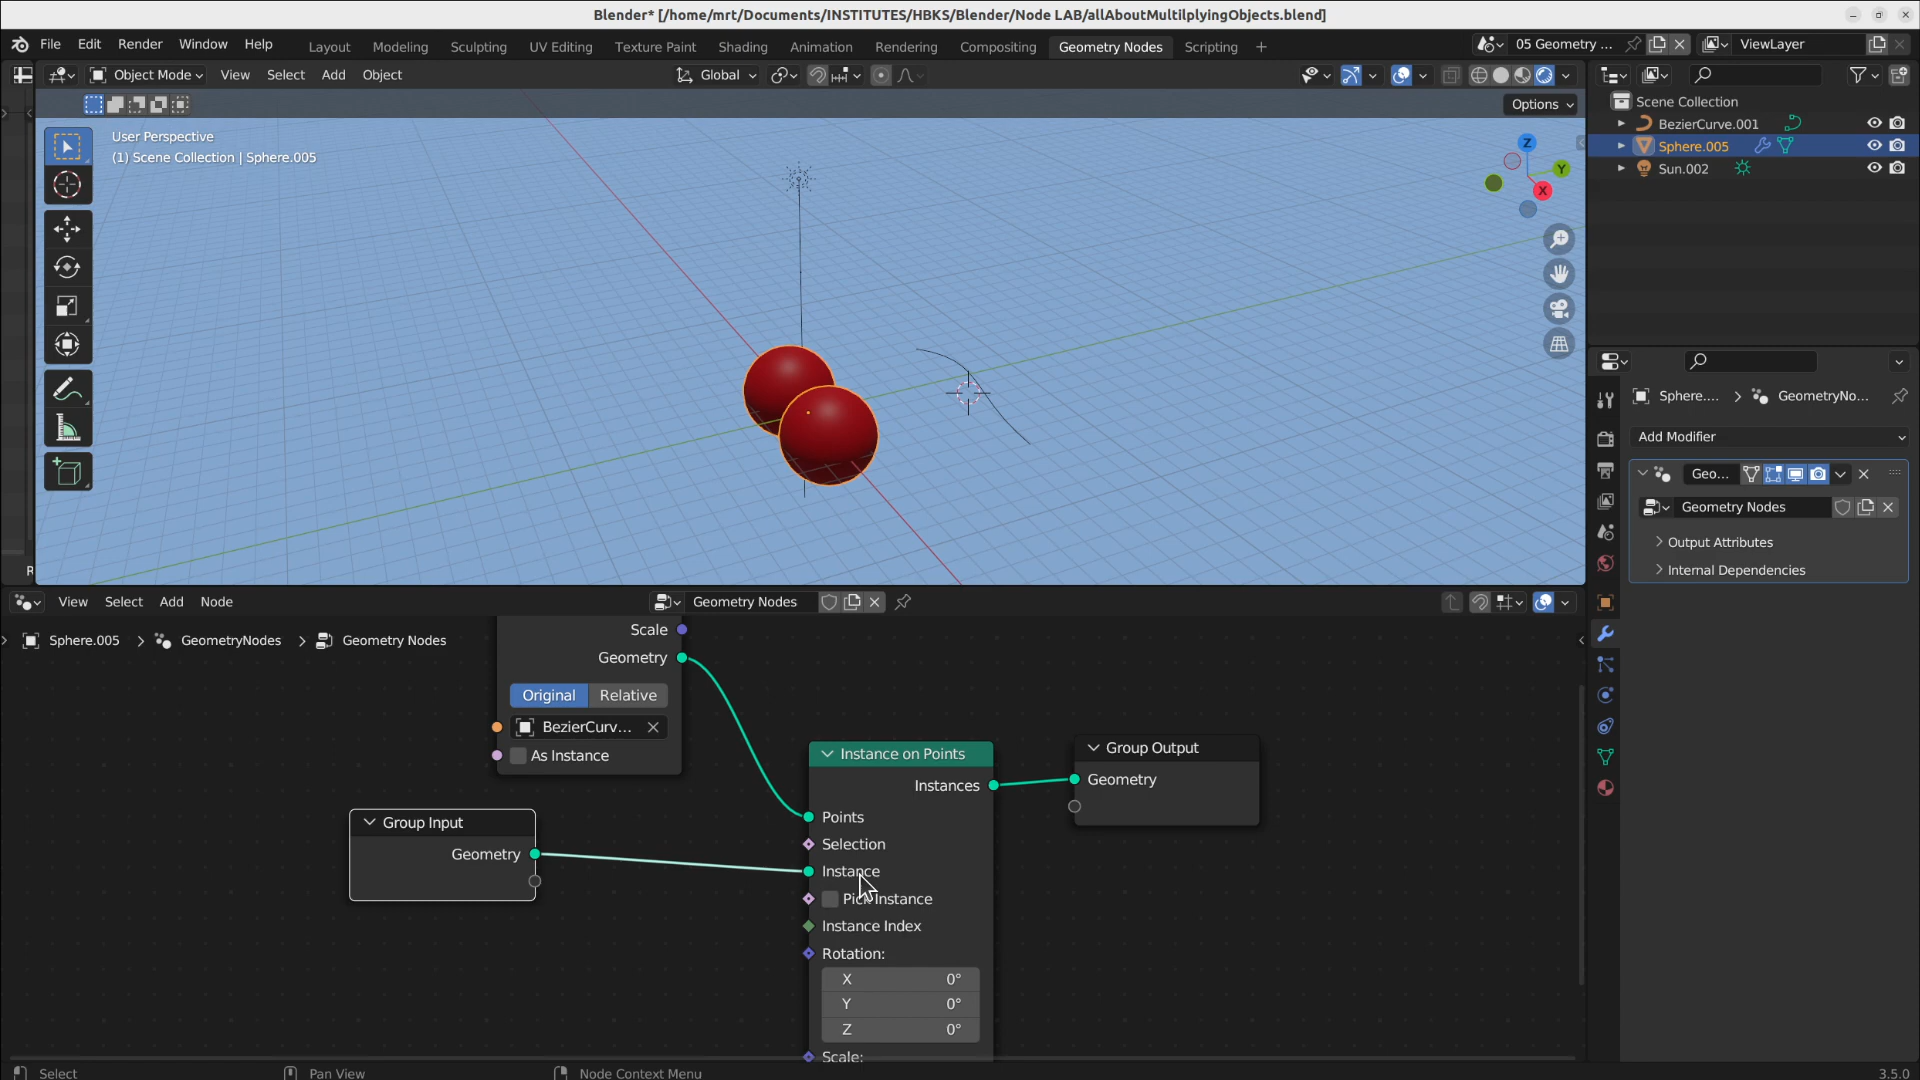 Blender* [/home/mrt/Documents/INSTITUTES/HBKS/Blender/Node LAB/allAboutMultilplyingObjects.blend]
File Edit Render Window Help Layout Modeling Sculpting UV Editing Texture Paint Shading Animation Rendering Compositing Geometry Nodes Scripting + 05 Geometry ... ViewLayer
Object Mode View Select Add Object Global
Options
User Perspective
(1) Scene Collection | Sphere.005
Z
Y
X
Scene Collection
BezierCurve.001
Sphere.005
Sun.002
Sphere.... > GeometryNo...
Add Modifier
Geo...
Geometry Nodes
Output Attributes
Internal Dependencies
R
View Select Add Node Geometry Nodes
Sphere.005 > GeometryNodes > Geometry Nodes
Scale
Geometry
Original Relative
BezierCurv...
As Instance
Group Input
Geometry
Instance on Points
Instances
Points
Selection
Instance
Pick Instance
Instance Index
Rotation:
X 0°
Y 0°
Z 0°
Scale:
Group Output
Geometry
Select Pan View Node Context Menu 3.5.0